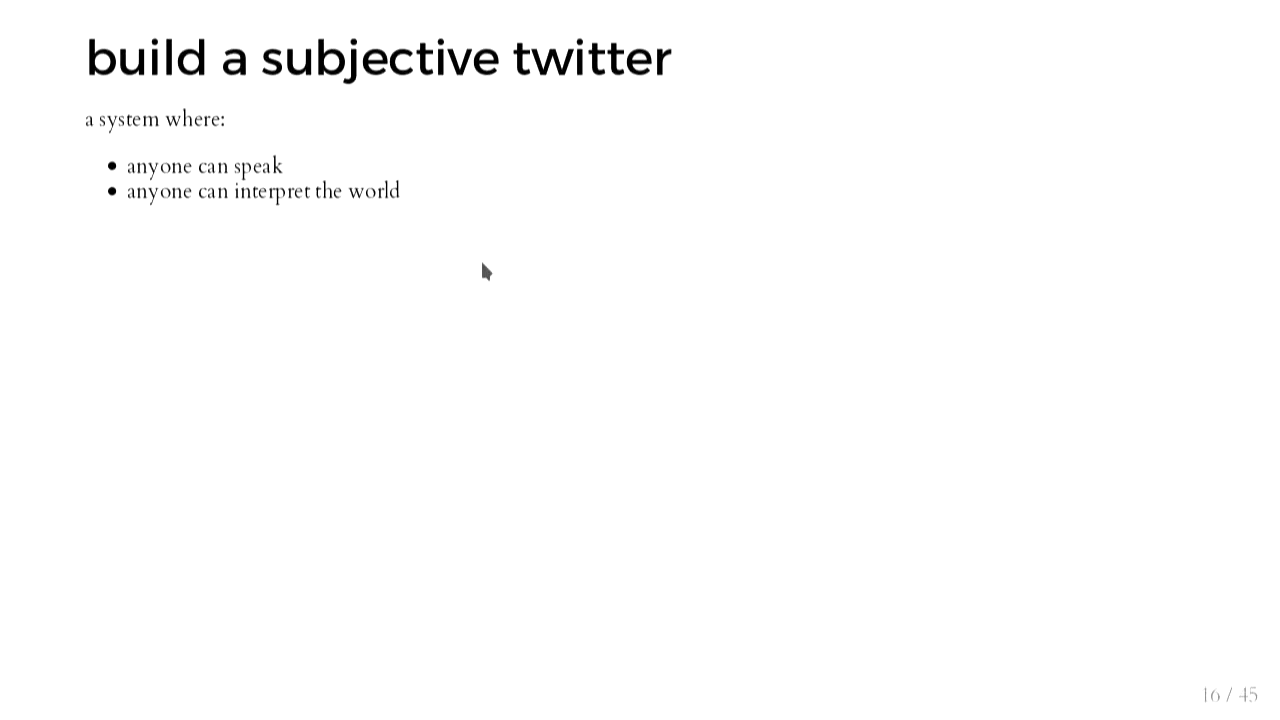 build a subjective twitter
a system where:
anyone can speak
anyone can interpret the world
16 / 45